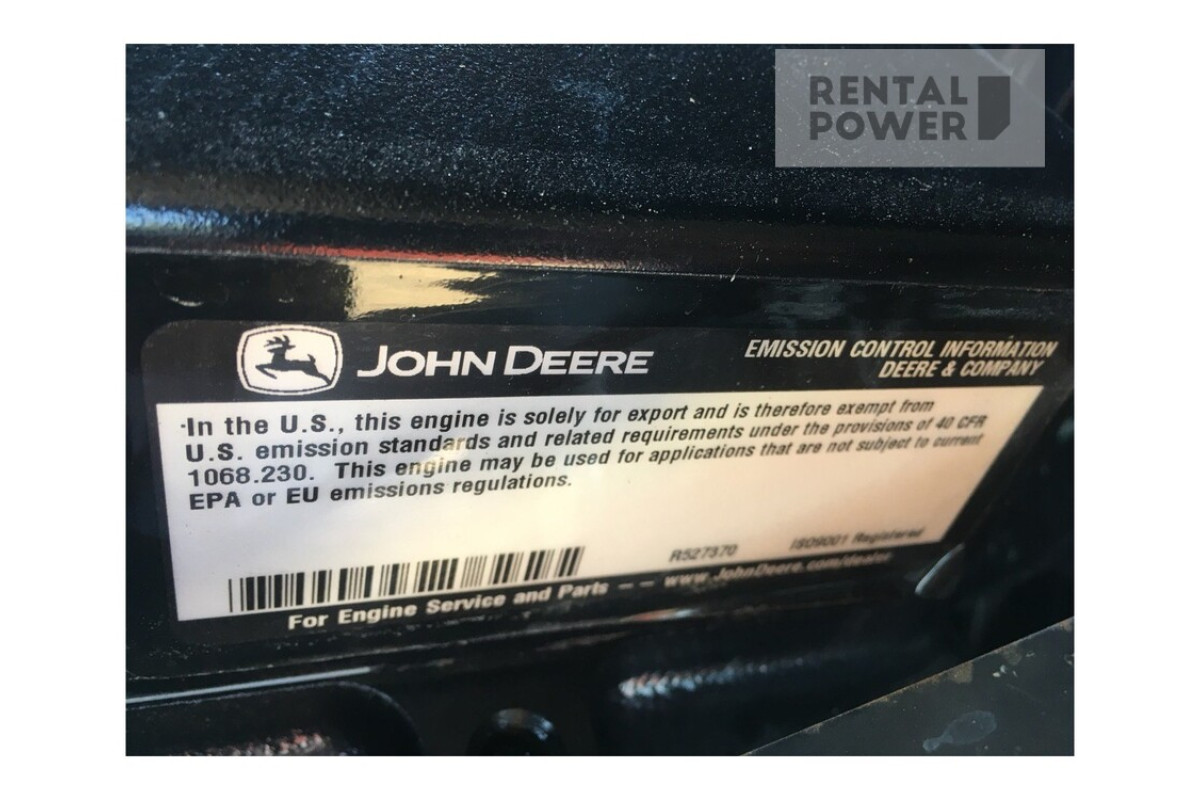 RENTAL
POWER
JOHN DEERE
EMISSION CONTROL INFORMATION
DEERE & COMPANY
In the U.S., this engine is solely for export and is therefore exempt from
U.S. emission standards and related requirements under the provisions of 40 CFR
1068.230. This engine may be used for applications that are not subject to current
EPA or EU emissions regulations.
R527370
ISO9001 Registered
For Engine Service and Parts – – www.JohnDeere.com/dealer